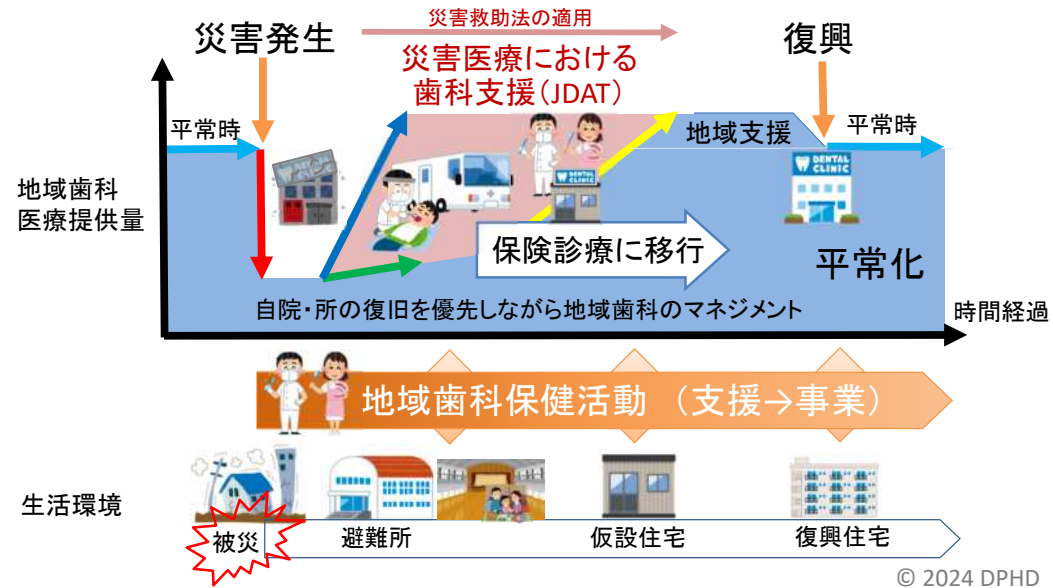 災害救助法の適用
災害発生
復興
災害医療における
歯科支援（JDAT）
平常時
地域支援
平常時
DENTAL
CLINIC
地域歯科
医療提供量
保険診療に移行
平常化
自院・所の復旧を優先しながら地域歯科のマネジメント
時間経過
地域歯科保健活動　（支援→事業）
生活環境
被災
避難所
仮設住宅
復興住宅
© 2024 DPHD